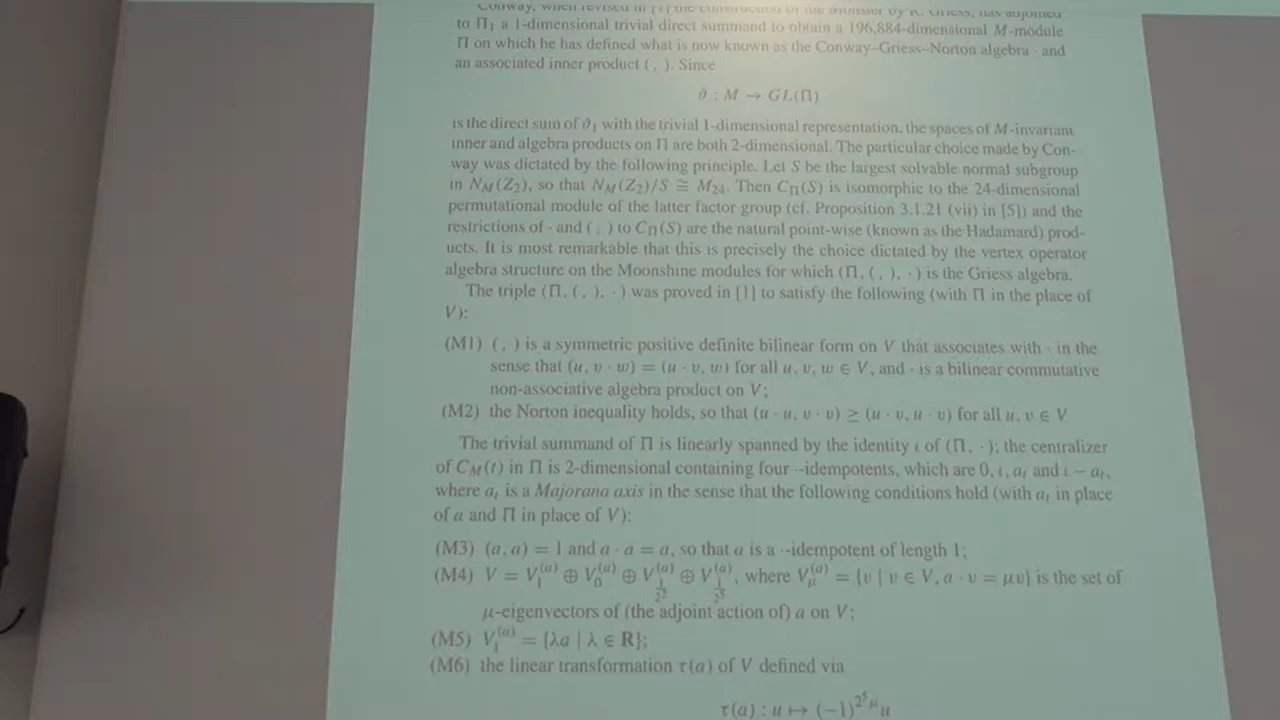 Conway, when revised in [1] the construction of the Monster by R. Griess, has adjoined
to Π₁ a 1-dimensional trivial direct summand to obtain a 196,884-dimensional M-module
Π on which he has defined what is now known as the Conway–Griess–Norton algebra · and
an associated inner product ( , ). Since
ϑ : M → GL(Π)
is the direct sum of ϑ₁ with the trivial 1-dimensional representation, the spaces of M-invariant
inner and algebra products on Π are both 2-dimensional. The particular choice made by Con-
way was dictated by the following principle. Let S be the largest solvable normal subgroup
in N_M(Z₂), so that N_M(Z₂)/S ≅ M₂₄. Then C_Π(S) is isomorphic to the 24-dimensional
permutational module of the latter factor group (cf. Proposition 3.1.21 (vii) in [5]) and the
restrictions of · and ( , ) to C_Π(S) are the natural point-wise (known as the Hadamard) prod-
ucts. It is most remarkable that this is precisely the choice dictated by the vertex operator
algebra structure on the Moonshine modules for which (Π, ( , ), ·) is the Griess algebra.
The triple (Π, ( , ), ·) was proved in [1] to satisfy the following (with Π in the place of
V):
(M1) ( , ) is a symmetric positive definite bilinear form on V that associates with · in the
sense that (u, v · w) = (u · v, w) for all u, v, w ∈ V, and · is a bilinear commutative
non-associative algebra product on V;
(M2) the Norton inequality holds, so that (u · u, v · v) ≥ (u · v, u · v) for all u, v ∈ V
The trivial summand of Π is linearly spanned by the identity ι of (Π, ·); the centralizer
of C_M(t) in Π is 2-dimensional containing four ·-idempotents, which are 0, ι, a_t and ι − a_t,
where a_t is a Majorana axis in the sense that the following conditions hold (with a_t in place
of a and Π in place of V):
(M3) (a, a) = 1 and a · a = a, so that a is a ·-idempotent of length 1;
(M4) V = V₁^(a) ⊕ V₀^(a) ⊕ V_{1/2²}^(a) ⊕ V_{1/2⁵}^(a), where V_μ^(a) = {v | v ∈ V, a · v = μv} is the set of
μ-eigenvectors of (the adjoint action of) a on V;
(M5) V₁^(a) = {λa | λ ∈ R};
(M6) the linear transformation τ(a) of V defined via
τ(a) : u ↦ (−1)^{2⁵μ} u